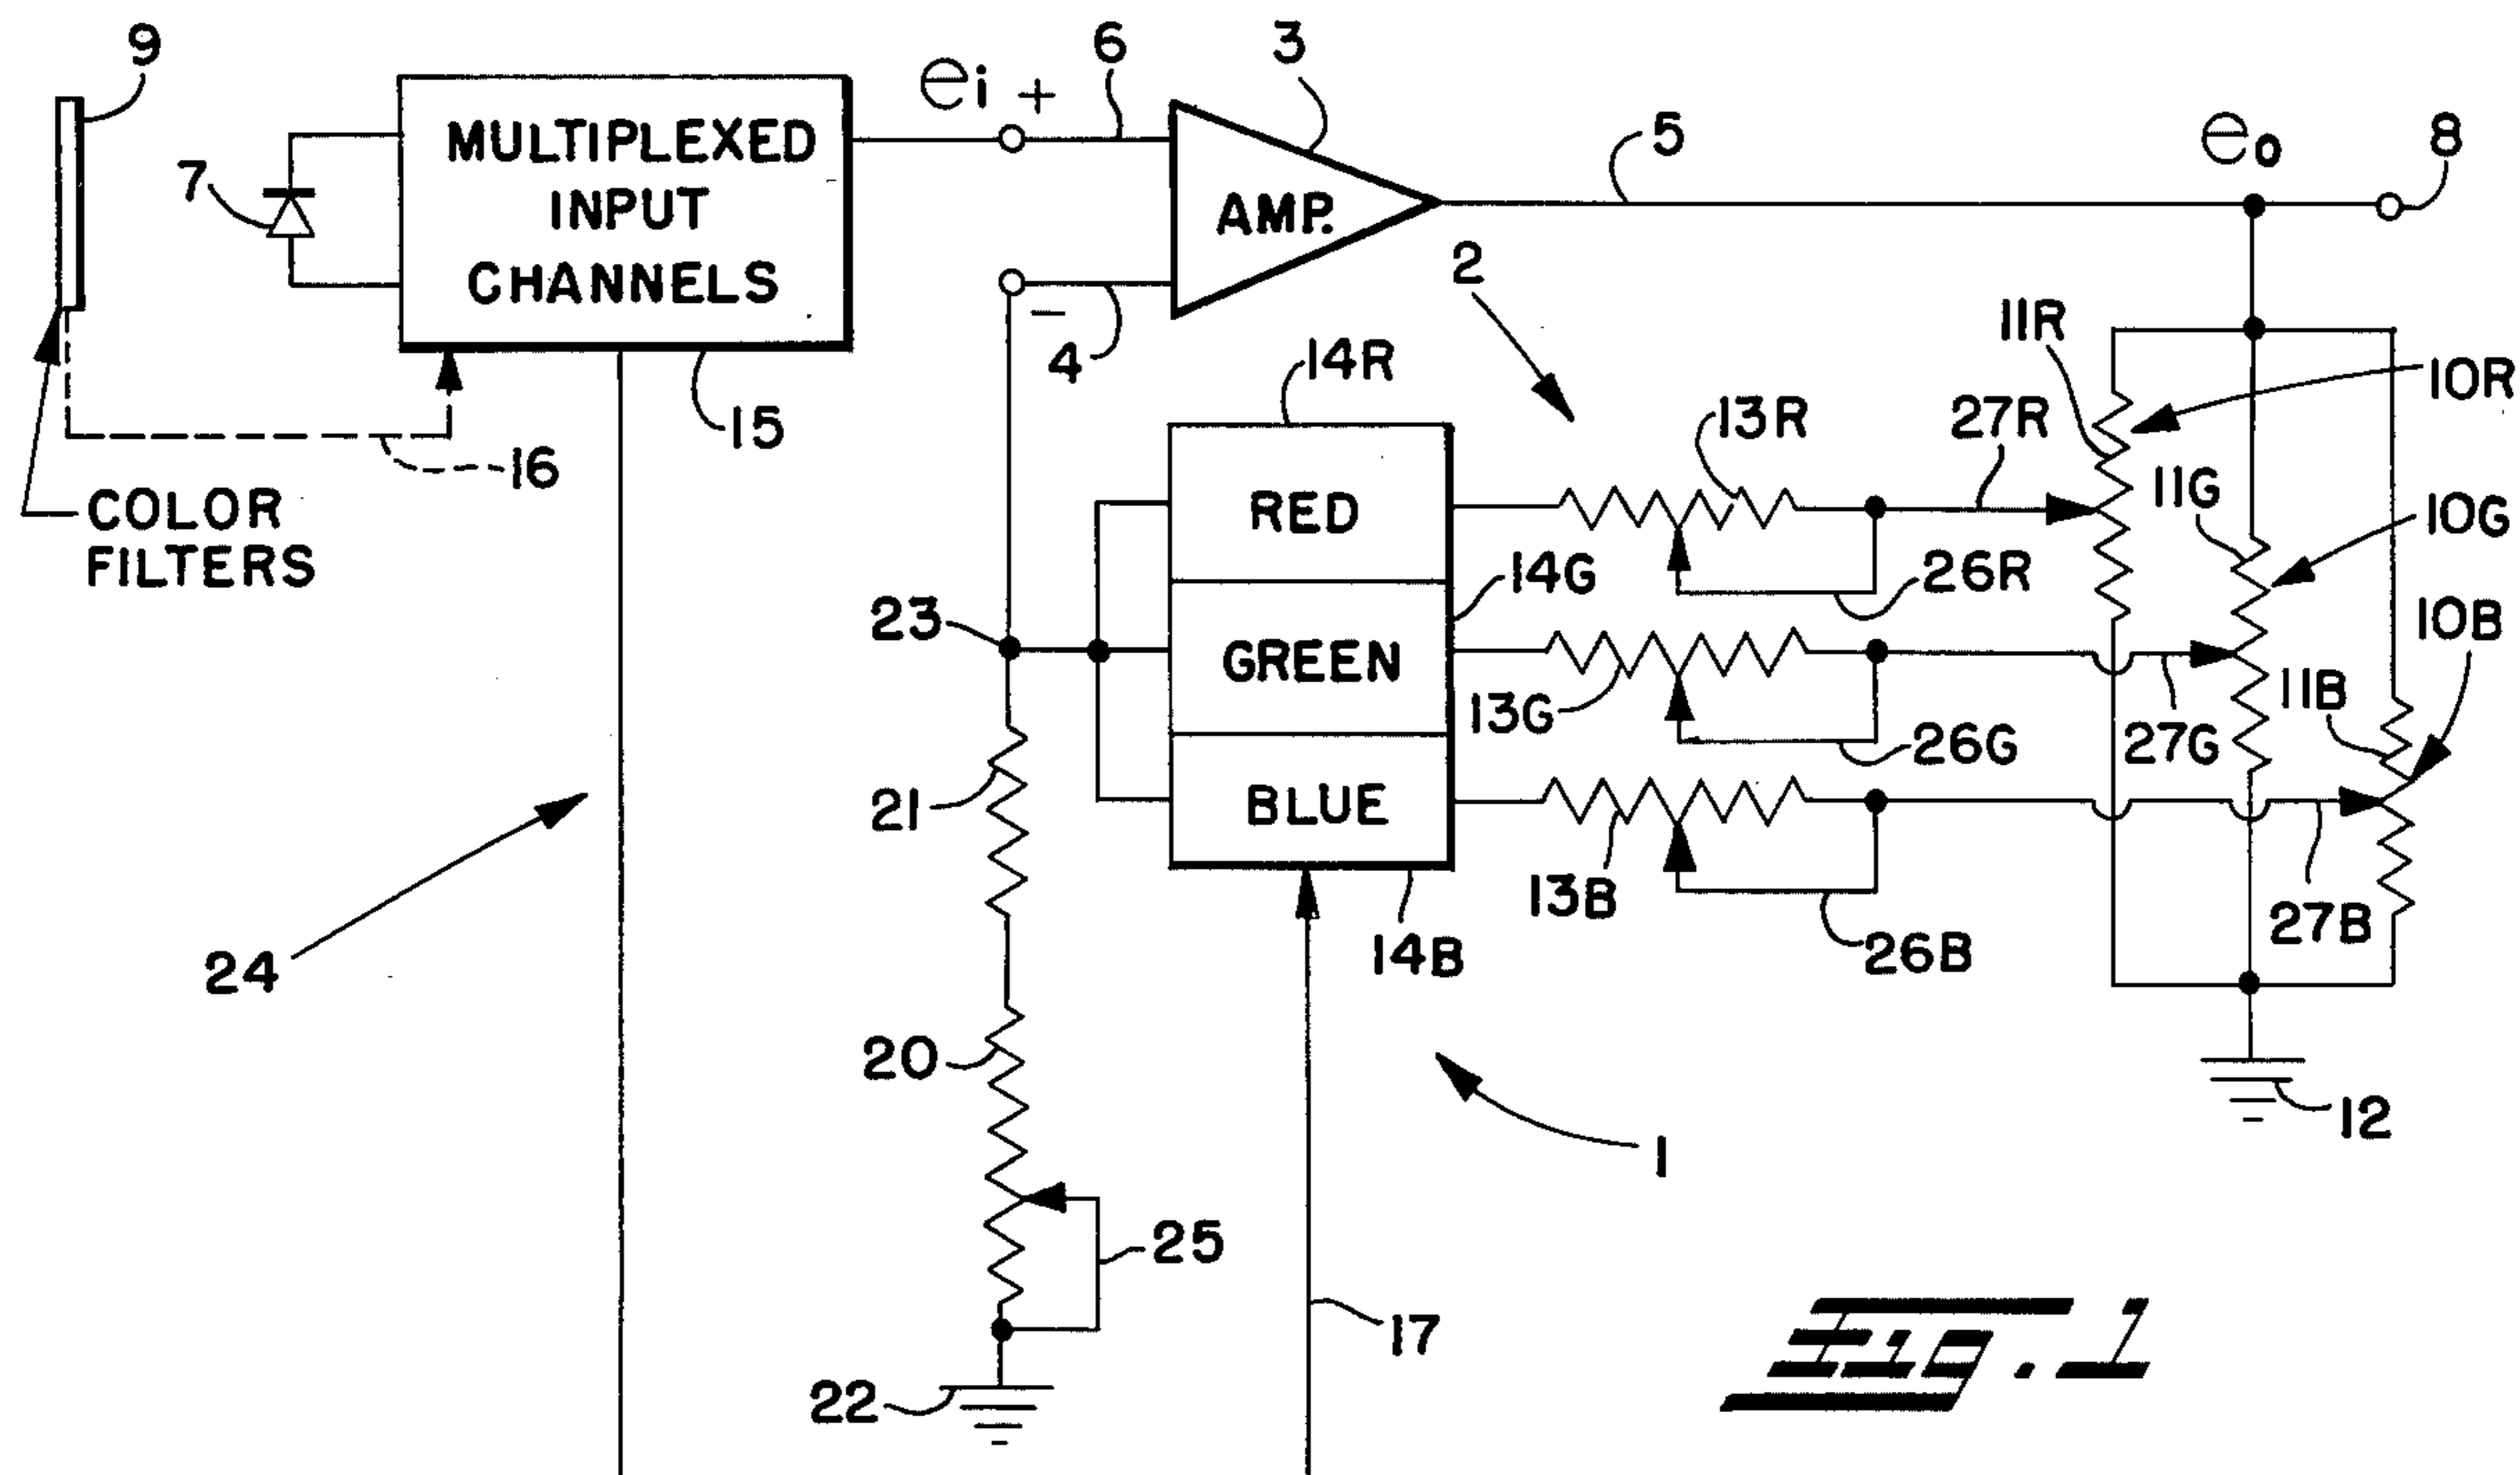 9
7
MULTIPLEXED
INPUT
CHANNELS
ei +
6
3
AMP.
5
eo
8
−
4
2
15
16
COLOR
FILTERS
14R
RED
14G
GREEN
BLUE
14B
13R
27R
11R
10R
26R
11G
10G
13G
26G
27G
11B
10B
13B
26B
27B
23
21
24
20
25
22
17
1
12
Fig. 1